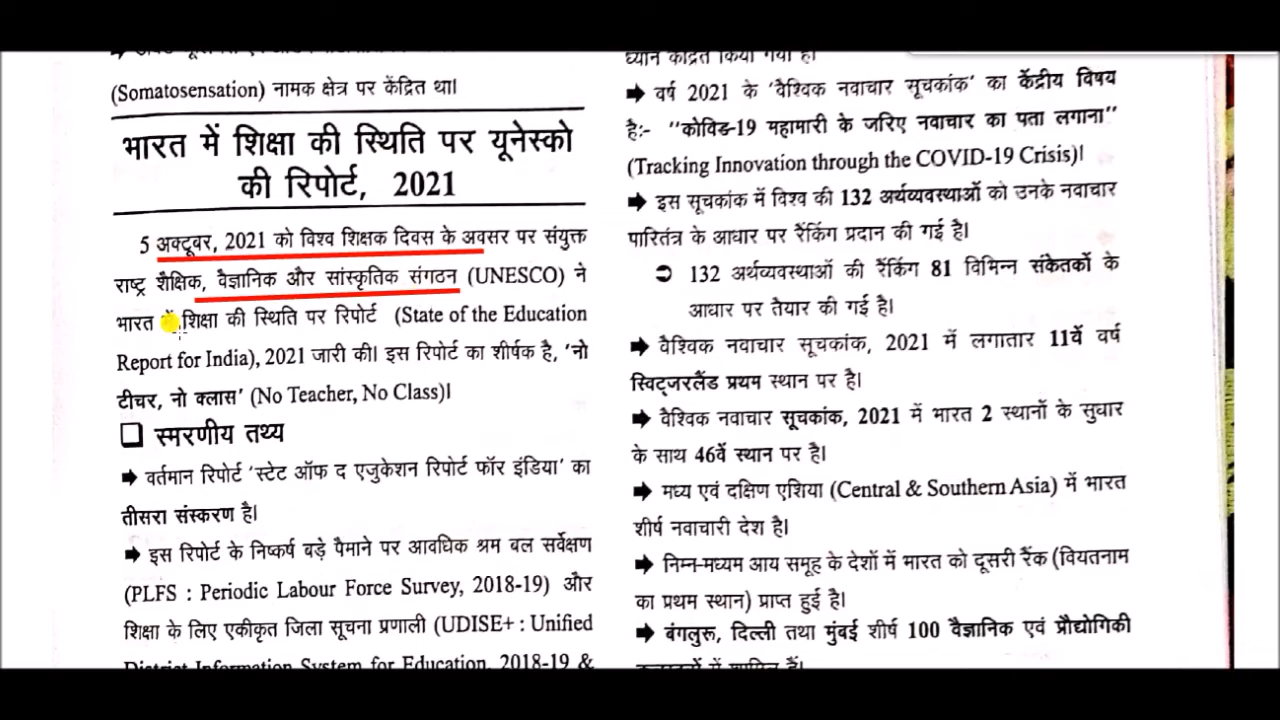 (Somatosensation) नामक क्षेत्र पर केंद्रित था।
भारत में शिक्षा की स्थिति पर यूनेस्को
की रिपोर्ट, 2021
5 अक्टूबर, 2021 को विश्व शिक्षक दिवस के अवसर पर संयुक्त
राष्ट्र शैक्षिक, वैज्ञानिक और सांस्कृतिक संगठन (UNESCO) ने
भारत में शिक्षा की स्थिति पर रिपोर्ट (State of the Education
Report for India), 2021 जारी की। इस रिपोर्ट का शीर्षक है, 'नो
टीचर, नो क्लास' (No Teacher, No Class)।
❑ स्मरणीय तथ्य
➡ वर्तमान रिपोर्ट 'स्टेट ऑफ द एजुकेशन रिपोर्ट फॉर इंडिया' का
तीसरा संस्करण है।
➡ इस रिपोर्ट के निष्कर्ष बड़े पैमाने पर आवधिक श्रम बल सर्वेक्षण
(PLFS : Periodic Labour Force Survey, 2018-19) और
शिक्षा के लिए एकीकृत जिला सूचना प्रणाली (UDISE+ : Unified
District Information System for Education, 2018-19 &
ध्यान केंद्रित किया गया है।
➡ वर्ष 2021 के 'वैश्विक नवाचार सूचकांक' का केंद्रीय विषय
है:- "कोविड-19 महामारी के जरिए नवाचार का पता लगाना"
(Tracking Innovation through the COVID-19 Crisis)।
➡ इस सूचकांक में विश्व की 132 अर्थव्यवस्थाओं को उनके नवाचार
पारितंत्र के आधार पर रैंकिंग प्रदान की गई है।
➲ 132 अर्थव्यवस्थाओं की रैंकिंग 81 विभिन्न संकेतकों के
आधार पर तैयार की गई है।
➡ वैश्विक नवाचार सूचकांक, 2021 में लगातार 11वें वर्ष
स्विट्जरलैंड प्रथम स्थान पर है।
➡ वैश्विक नवाचार सूचकांक, 2021 में भारत 2 स्थानों के सुधार
के साथ 46वें स्थान पर है।
➡ मध्य एवं दक्षिण एशिया (Central & Southern Asia) में भारत
शीर्ष नवाचारी देश है।
➡ निम्न-मध्यम आय समूह के देशों में भारत को दूसरी रैंक (वियतनाम
का प्रथम स्थान) प्राप्त हुई है।
➡ बंगलुरू, दिल्ली तथा मुंबई शीर्ष 100 वैज्ञानिक एवं प्रौद्योगिकी
में शामिल हैं।